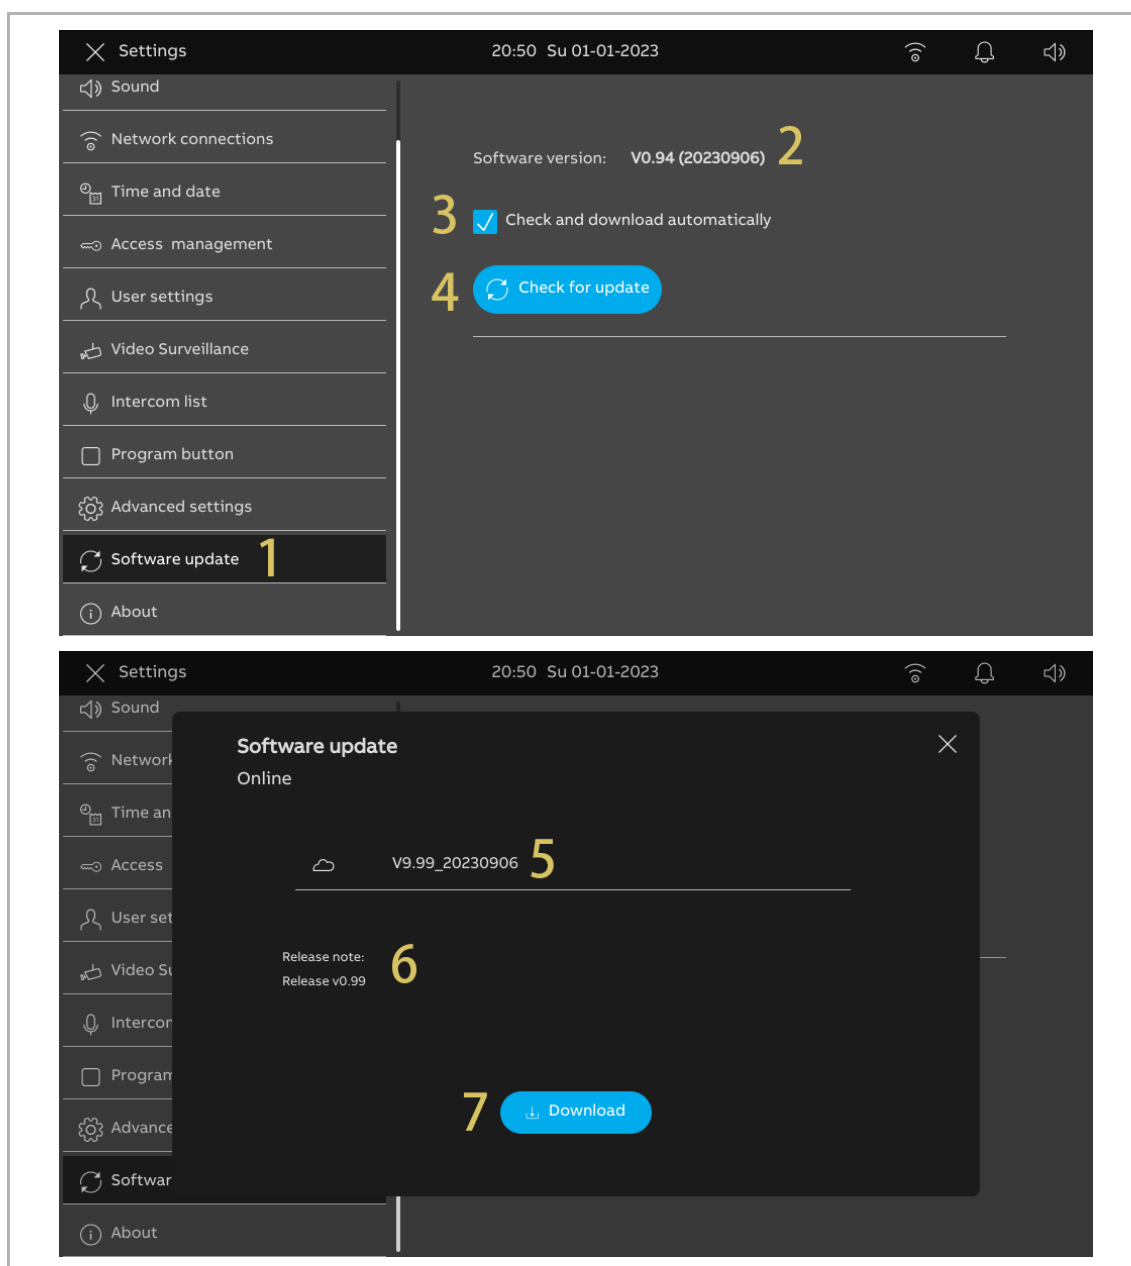 Settings 20:50 Su 01-01-2023
Sound
Network connections
Time and date
Access management
User settings
Video Surveillance
Intercom list
Program button
Advanced settings
Software update 1
About
Software version: V0.94 (20230906) 2
3 Check and download automatically
4 Check for update
Settings 20:50 Su 01-01-2023
Sound
Network
Time an
Access
User set
Video Su
Intercom
Program
Advance
Softwar
About
Software update
Online
V9.99_20230906 5
Release note: 6
Release v0.99
7 Download